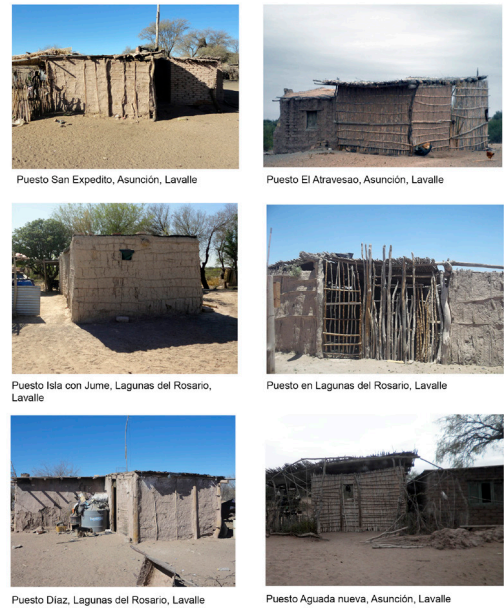 Puesto San Expedito, Asunción, Lavalle
Puesto El Atravesao, Asunción, Lavalle
Puesto Isla con Jume, Lagunas del Rosario,
Lavalle
Puesto en Lagunas del Rosario, Lavalle
Puesto Díaz, Lagunas del Rosario, Lavalle
Puesto Aguada nueva, Asunción, Lavalle